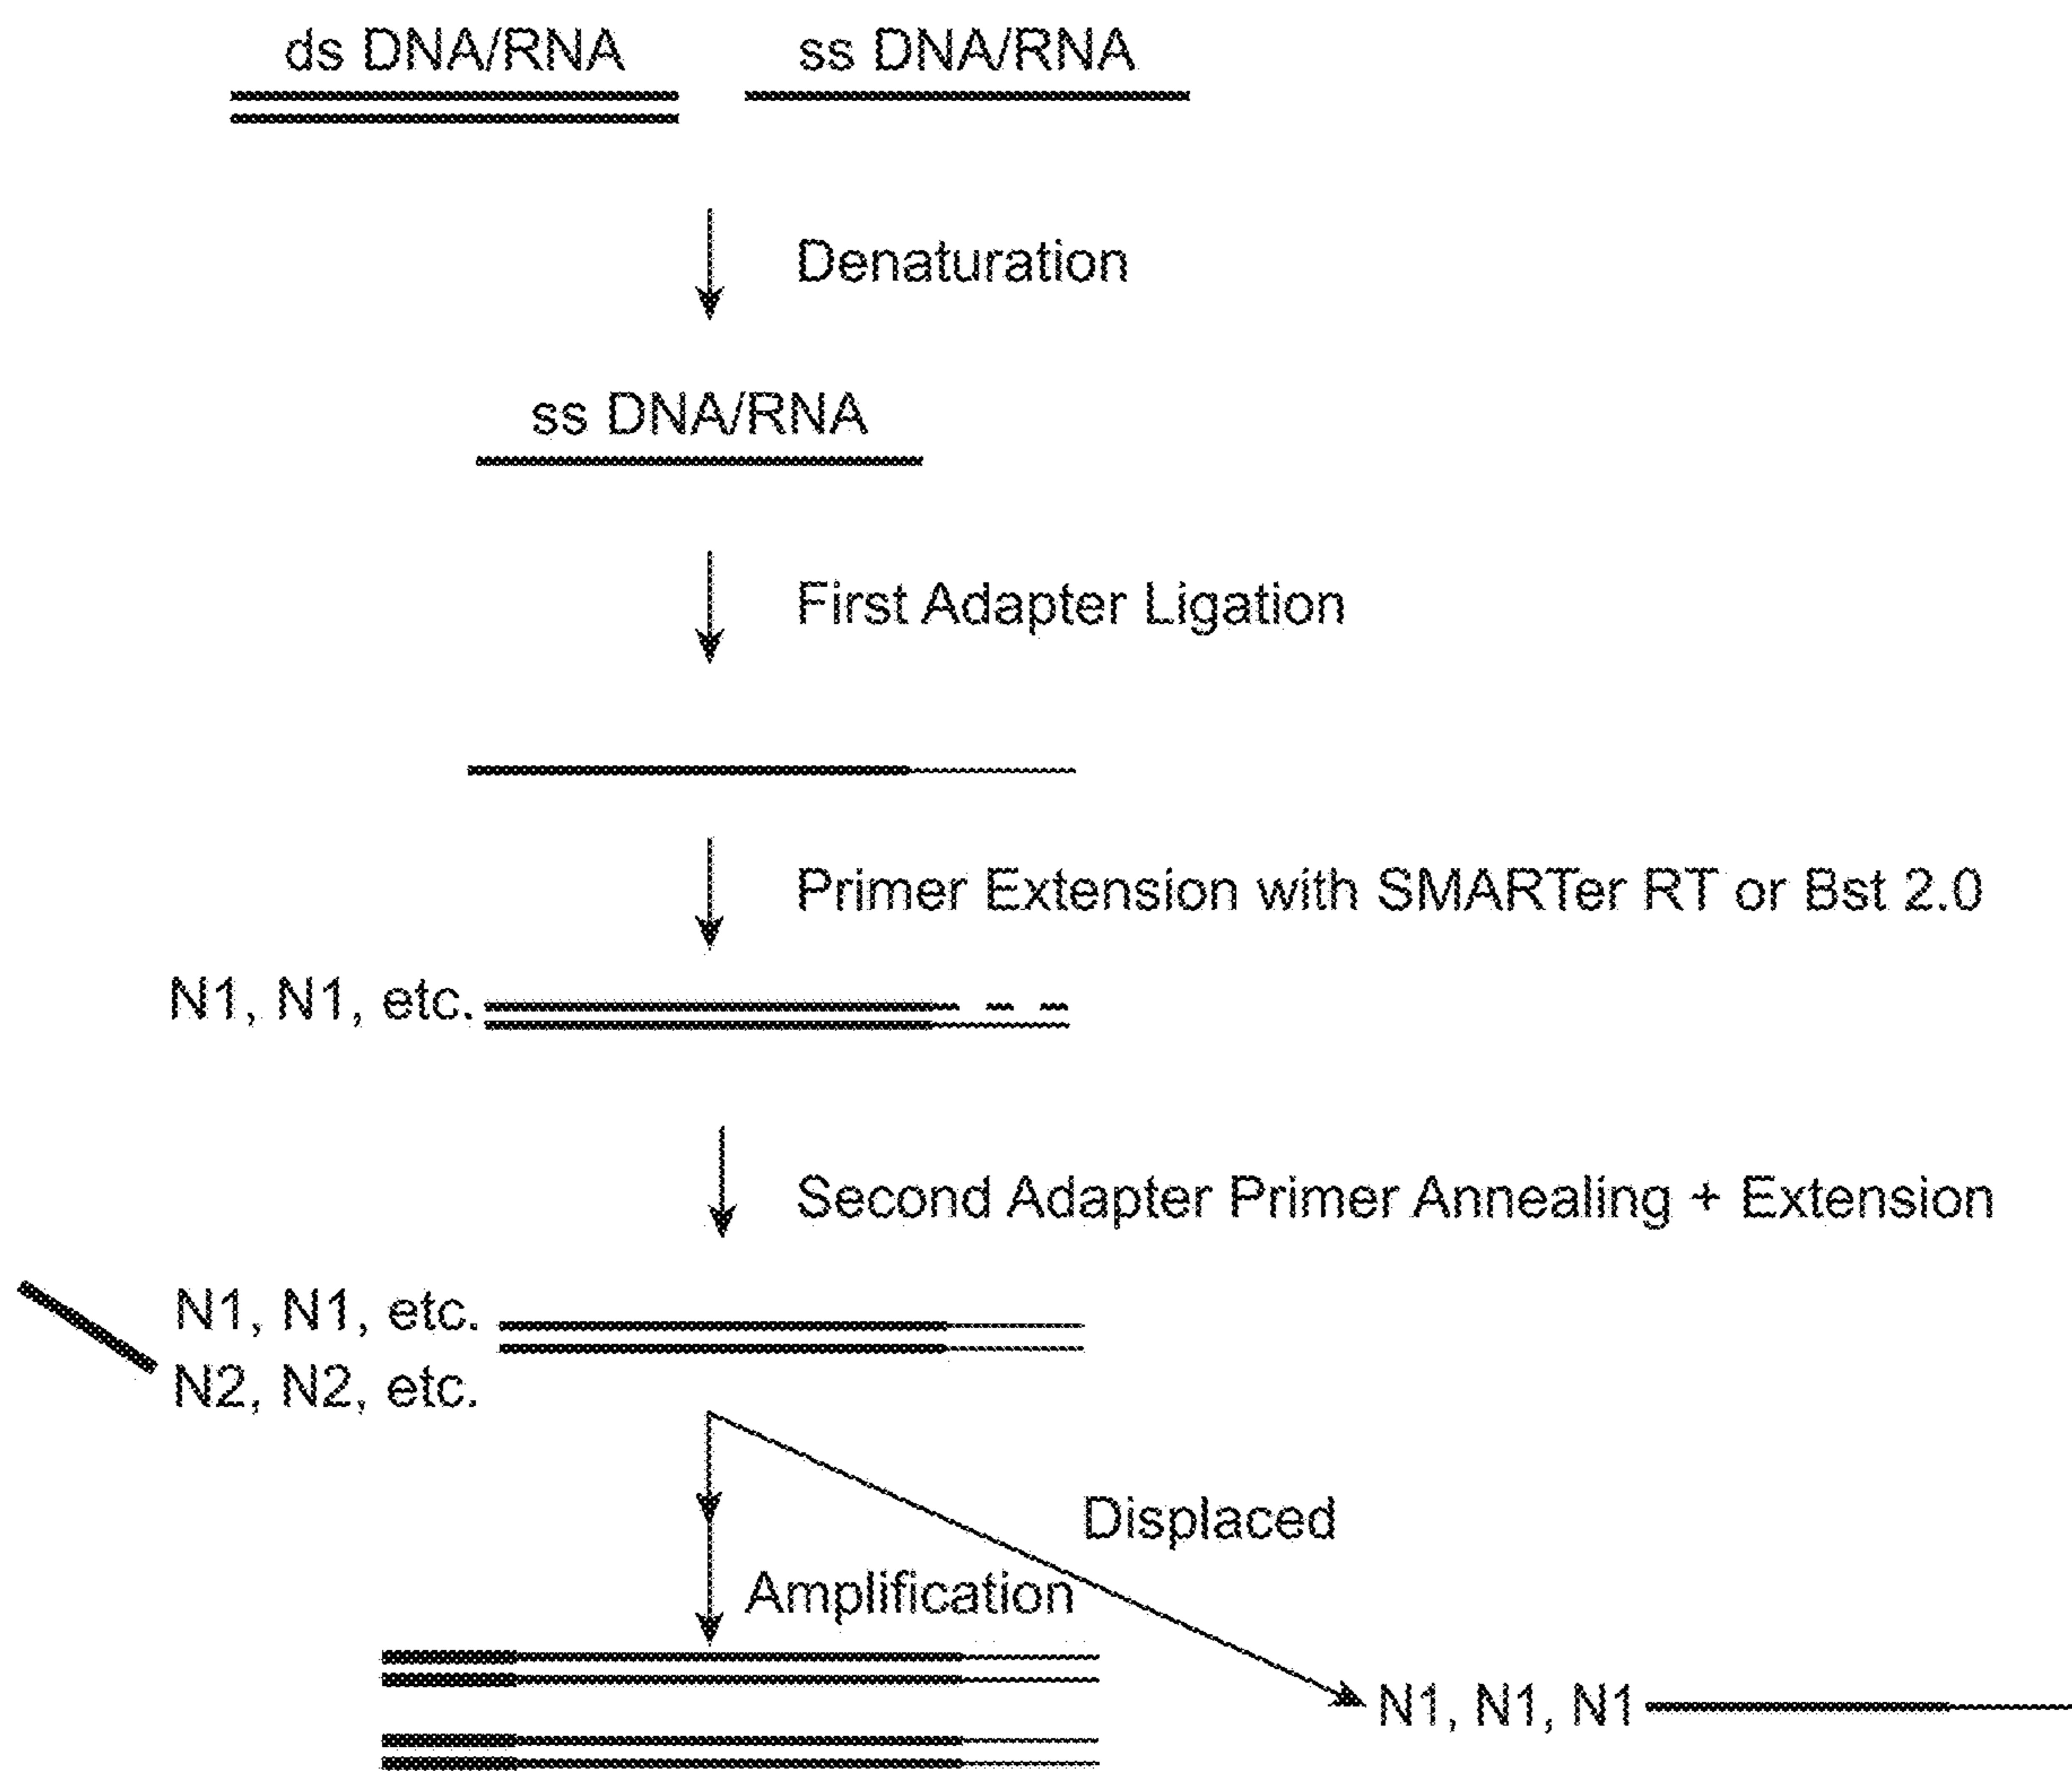 ds DNA/RNA
ss DNA/RNA
Denaturation
ss DNA/RNA
First Adapter Ligation
Primer Extension with SMARTer RT or Bst 2.0
N1, N1, etc.
Second Adapter Primer Annealing + Extension
N1, N1, etc.
N2, N2, etc.
Displaced
Amplification
N1, N1, N1